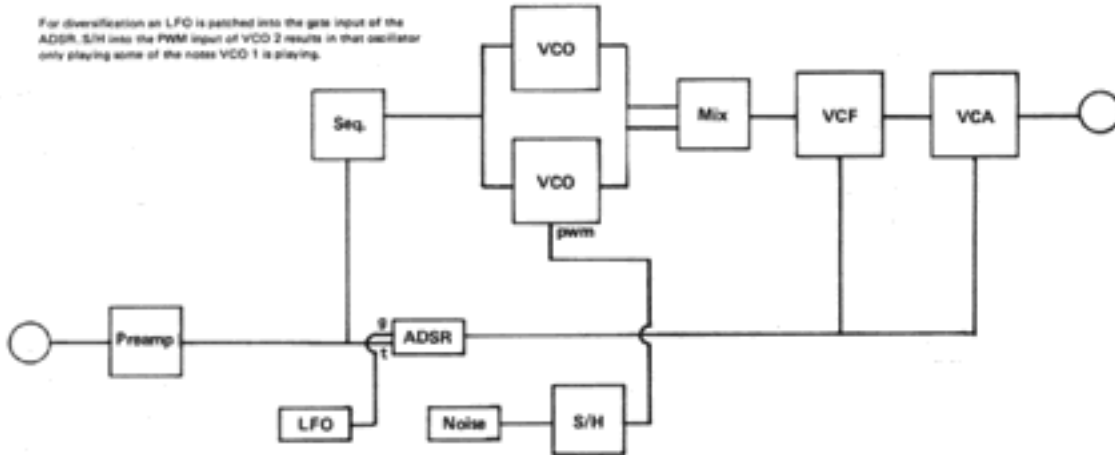 For diversification an LFO is patched into the gate input of the
ADSR. S/H into the PWM input of VCO 2 results in that oscillator
only playing some of the notes VCO 1 is playing.
VCO
Seq.
Mix
VCF
VCA
VCO
pwm
g
Preamp
ADSR
t
LFO
Noise
S/H